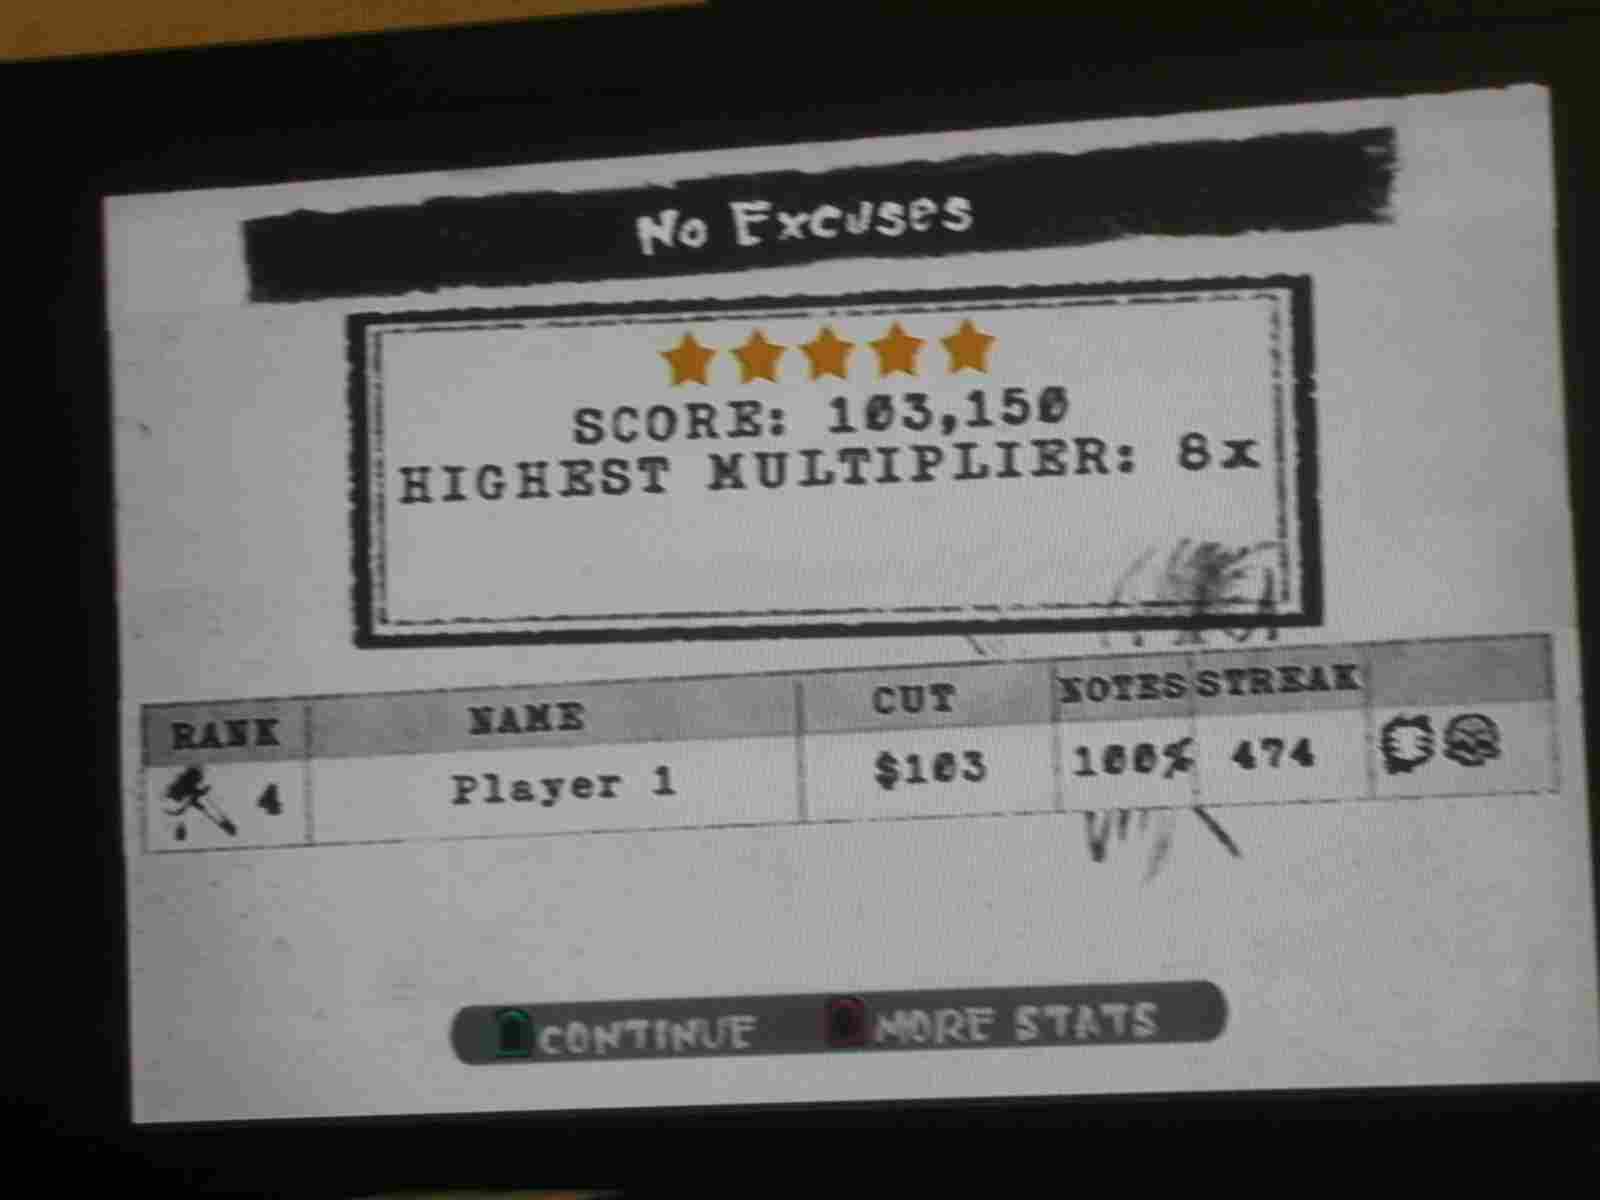 No Excuses
SCORE: 103,150
HIGHEST MULTIPLIER: 8x
RANK NAME CUT NOTES STREAK
4 Player 1 $103 100% 474
CONTINUE MORE STATS